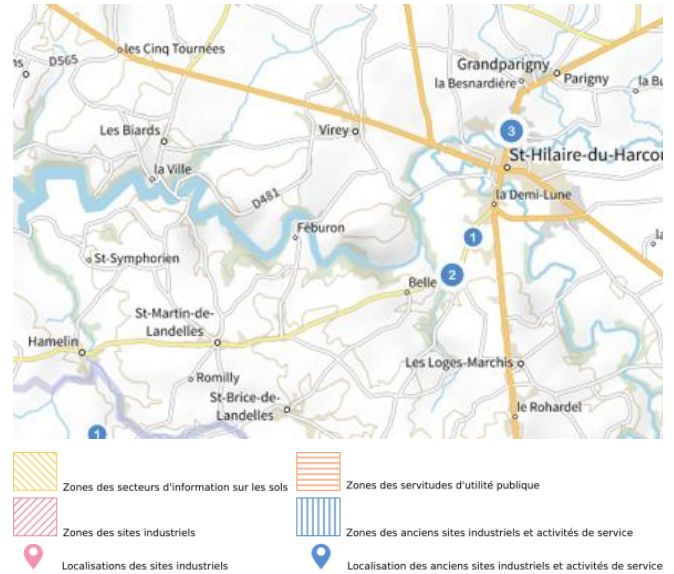 les Cinq Tournées
D565
ns
Grandparigny
la Besnardière
Parigny
la Bu
Les Biards
Virey
3
St-Hilaire-du-Harcou
la Ville
D481
la Demi-Lune
Féburon
1
la
St-Symphorien
2
Belle
St-Martin-de-
Landelles
Hamelin
Les Loges-Marchis
Romilly
St-Brice-de-
Landelles
le Rohardel
1
Zones des secteurs d'information sur les sols
Zones des servitudes d'utilité publique
Zones des sites industriels
Zones des anciens sites industriels et activités de service
Localisations des sites industriels
Localisation des anciens sites industriels et activités de service